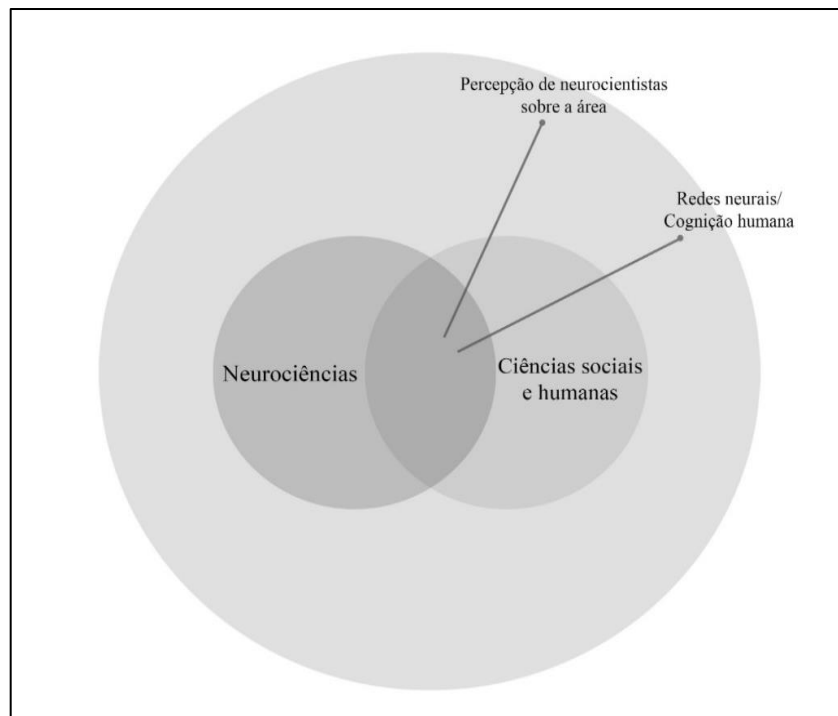 Percepção de neurocientistas
sobre a área
Redes neurais/
Cognição humana
Neurociências
Ciências sociais
e humanas